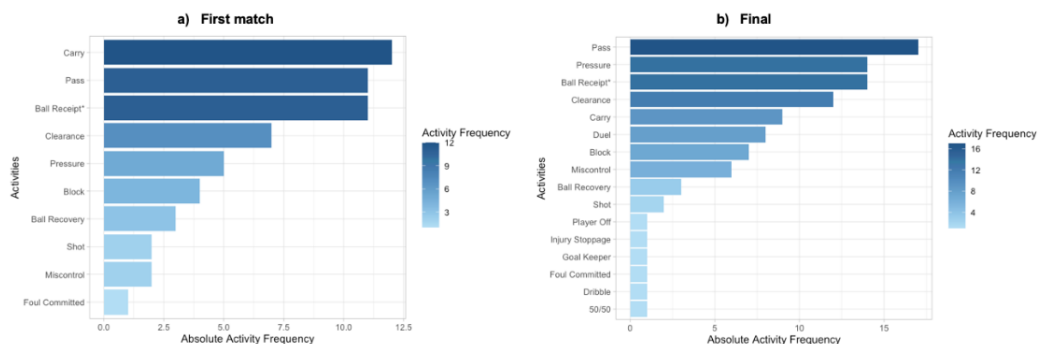 a) First match
Carry
Pass
Ball Receipt*
Clearance
Pressure
Block
Ball Recovery
Shot
Miscontrol
Foul Committed
Activities
0.0 2.5 5.0 7.5 10.0 12.5
Absolute Activity Frequency
Activity Frequency
12
9
6
3
b) Final
Pass
Pressure
Ball Receipt*
Clearance
Carry
Duel
Block
Miscontrol
Ball Recovery
Shot
Player Off
Injury Stoppage
Goal Keeper
Foul Committed
Dribble
50/50
Activities
0 5 10 15
Absolute Activity Frequency
Activity Frequency
16
12
8
4